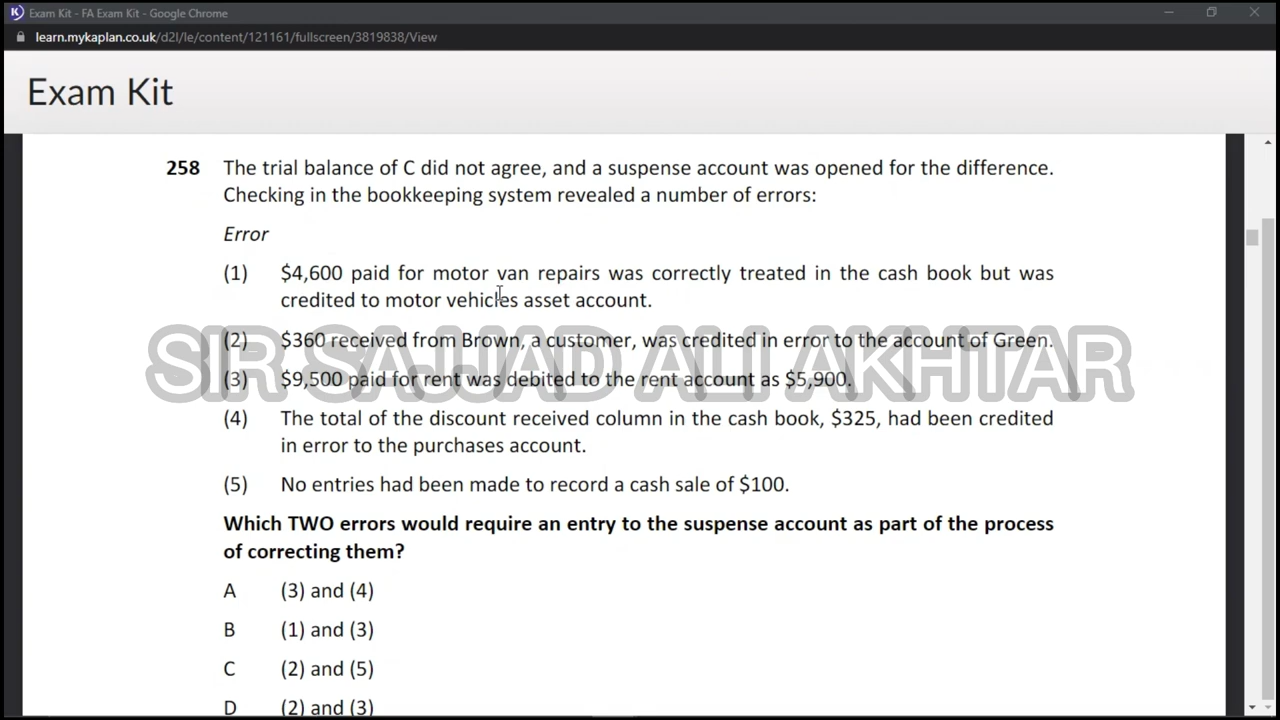 Exam Kit - FA Exam Kit - Google Chrome
learn.mykaplan.co.uk/d2l/le/content/121161/fullscreen/3819838/View
Exam Kit
258 The trial balance of C did not agree, and a suspense account was opened for the difference.
Checking in the bookkeeping system revealed a number of errors:
Error
(1) $4,600 paid for motor van repairs was correctly treated in the cash book but was
credited to motor vehicles asset account.
(2) $360 received from Brown, a customer, was credited in error to the account of Green.
SIR SAJJAD ALI AKHTAR
(3) $9,500 paid for rent was debited to the rent account as $5,900.
(4) The total of the discount received column in the cash book, $325, had been credited
in error to the purchases account.
(5) No entries had been made to record a cash sale of $100.
Which TWO errors would require an entry to the suspense account as part of the process
of correcting them?
A (3) and (4)
B (1) and (3)
C (2) and (5)
D (2) and (3)